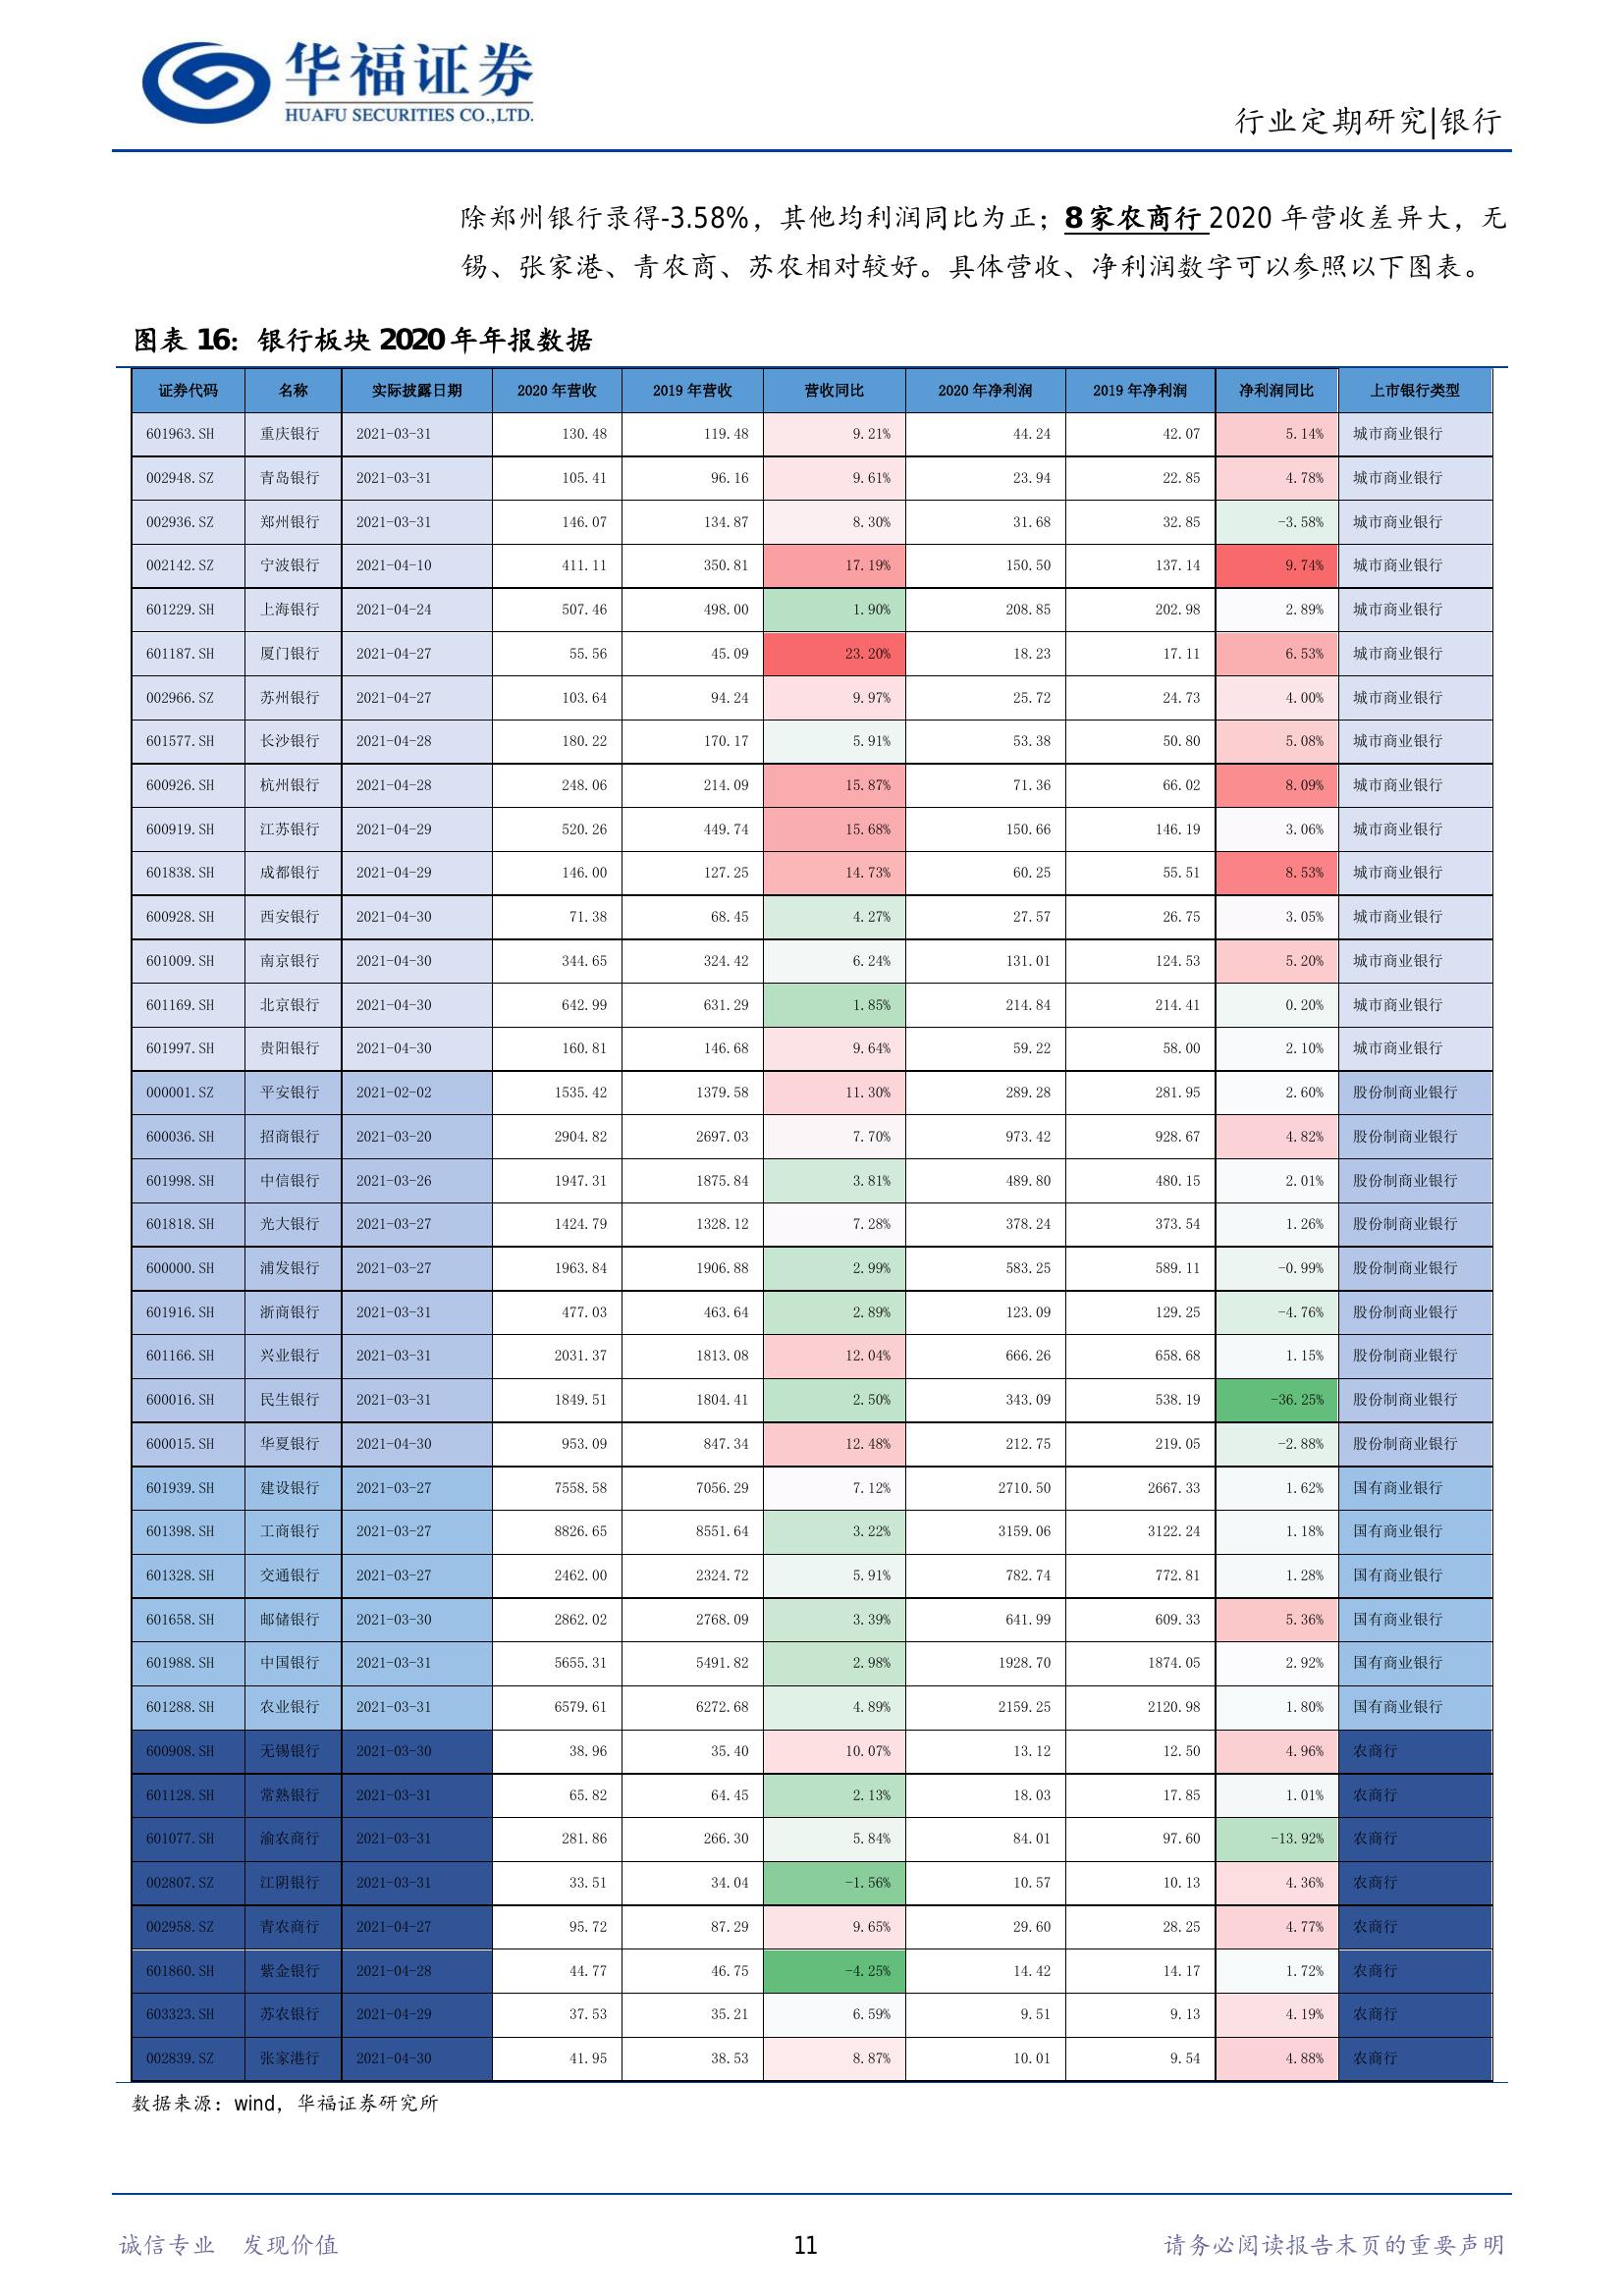 华福证券
HUAFU SECURITIES CO.,LTD.
行业定期研究|银行
除郑州银行录得-3.58%，其他均利润同比为正；8家农商行2020 年营收差异大，无
锡、张家港、青农商、苏农相对较好。具体营收、净利润数字可以参照以下图表。
图表 16：银行板块 2020 年年报数据
证券代码 名称 实际披露日期 2020 年营收 2019 年营收 营收同比 2020 年净利润 2019 年净利润 净利润同比 上市银行类型
601963.SH 重庆银行 2021-03-31 130.48 119.48 9.21% 44.24 42.07 5.14% 城市商业银行
002948.SZ 青岛银行 2021-03-31 105.41 96.16 9.61% 23.94 22.85 4.78% 城市商业银行
002936.SZ 郑州银行 2021-03-31 146.07 134.87 8.30% 31.68 32.85 -3.58% 城市商业银行
002142.SZ 宁波银行 2021-04-10 411.11 350.81 17.19% 150.50 137.14 9.74% 城市商业银行
601229.SH 上海银行 2021-04-24 507.46 498.00 1.90% 208.85 202.98 2.89% 城市商业银行
601187.SH 厦门银行 2021-04-27 55.56 45.09 23.20% 18.23 17.11 6.53% 城市商业银行
002966.SZ 苏州银行 2021-04-27 103.64 94.24 9.97% 25.72 24.73 4.00% 城市商业银行
601577.SH 长沙银行 2021-04-28 180.22 170.17 5.91% 53.38 50.80 5.08% 城市商业银行
600926.SH 杭州银行 2021-04-28 248.06 214.09 15.87% 71.36 66.02 8.09% 城市商业银行
600919.SH 江苏银行 2021-04-29 520.26 449.74 15.68% 150.66 146.19 3.06% 城市商业银行
601838.SH 成都银行 2021-04-29 146.00 127.25 14.73% 60.25 55.51 8.53% 城市商业银行
600928.SH 西安银行 2021-04-30 71.38 68.45 4.27% 27.57 26.75 3.05% 城市商业银行
601009.SH 南京银行 2021-04-30 344.65 324.42 6.24% 131.01 124.53 5.20% 城市商业银行
601169.SH 北京银行 2021-04-30 642.99 631.29 1.85% 214.84 214.41 0.20% 城市商业银行
601997.SH 贵阳银行 2021-04-30 160.81 146.68 9.64% 59.22 58.00 2.10% 城市商业银行
000001.SZ 平安银行 2021-02-02 1535.42 1379.58 11.30% 289.28 281.95 2.60% 股份制商业银行
600036.SH 招商银行 2021-03-20 2904.82 2697.03 7.70% 973.42 928.67 4.82% 股份制商业银行
601998.SH 中信银行 2021-03-26 1947.31 1875.84 3.81% 489.80 480.15 2.01% 股份制商业银行
601818.SH 光大银行 2021-03-27 1424.79 1328.12 7.28% 378.24 373.54 1.26% 股份制商业银行
600000.SH 浦发银行 2021-03-27 1963.84 1906.88 2.99% 583.25 589.11 -0.99% 股份制商业银行
601916.SH 浙商银行 2021-03-31 477.03 463.64 2.89% 123.09 129.25 -4.76% 股份制商业银行
601166.SH 兴业银行 2021-03-31 2031.37 1813.08 12.04% 666.26 658.68 1.15% 股份制商业银行
600016.SH 民生银行 2021-03-31 1849.51 1804.41 2.50% 343.09 538.19 -36.25% 股份制商业银行
600015.SH 华夏银行 2021-04-30 953.09 847.34 12.48% 212.75 219.05 -2.88% 股份制商业银行
601939.SH 建设银行 2021-03-27 7558.58 7056.29 7.12% 2710.50 2667.33 1.62% 国有商业银行
601398.SH 工商银行 2021-03-27 8826.65 8551.64 3.22% 3159.06 3122.24 1.18% 国有商业银行
601328.SH 交通银行 2021-03-27 2462.00 2324.72 5.91% 782.74 772.81 1.28% 国有商业银行
601658.SH 邮储银行 2021-03-30 2862.02 2768.09 3.39% 641.99 609.33 5.36% 国有商业银行
601988.SH 中国银行 2021-03-31 5655.31 5491.82 2.98% 1928.70 1874.05 2.92% 国有商业银行
601288.SH 农业银行 2021-03-31 6579.61 6272.68 4.89% 2159.25 2120.98 1.80% 国有商业银行
600908.SH 无锡银行 2021-03-30 38.96 35.40 10.07% 13.12 12.50 4.96% 农商行
601128.SH 常熟银行 2021-03-31 65.82 64.45 2.13% 18.03 17.85 1.01% 农商行
601077.SH 渝农商行 2021-03-31 281.86 266.30 5.84% 84.01 97.60 -13.92% 农商行
002807.SZ 江阴银行 2021-03-31 33.51 34.04 -1.56% 10.57 10.13 4.36% 农商行
002958.SZ 青农商行 2021-04-27 95.72 87.29 9.65% 29.60 28.25 4.77% 农商行
601860.SH 紫金银行 2021-04-28 44.77 46.75 -4.25% 14.42 14.17 1.72% 农商行
603323.SH 苏农银行 2021-04-29 37.53 35.21 6.59% 9.51 9.13 4.19% 农商行
002839.SZ 张家港行 2021-04-30 41.95 38.53 8.87% 10.01 9.54 4.88% 农商行
数据来源：wind，华福证券研究所
诚信专业 发现价值 11 请务必阅读报告末页的重要声明